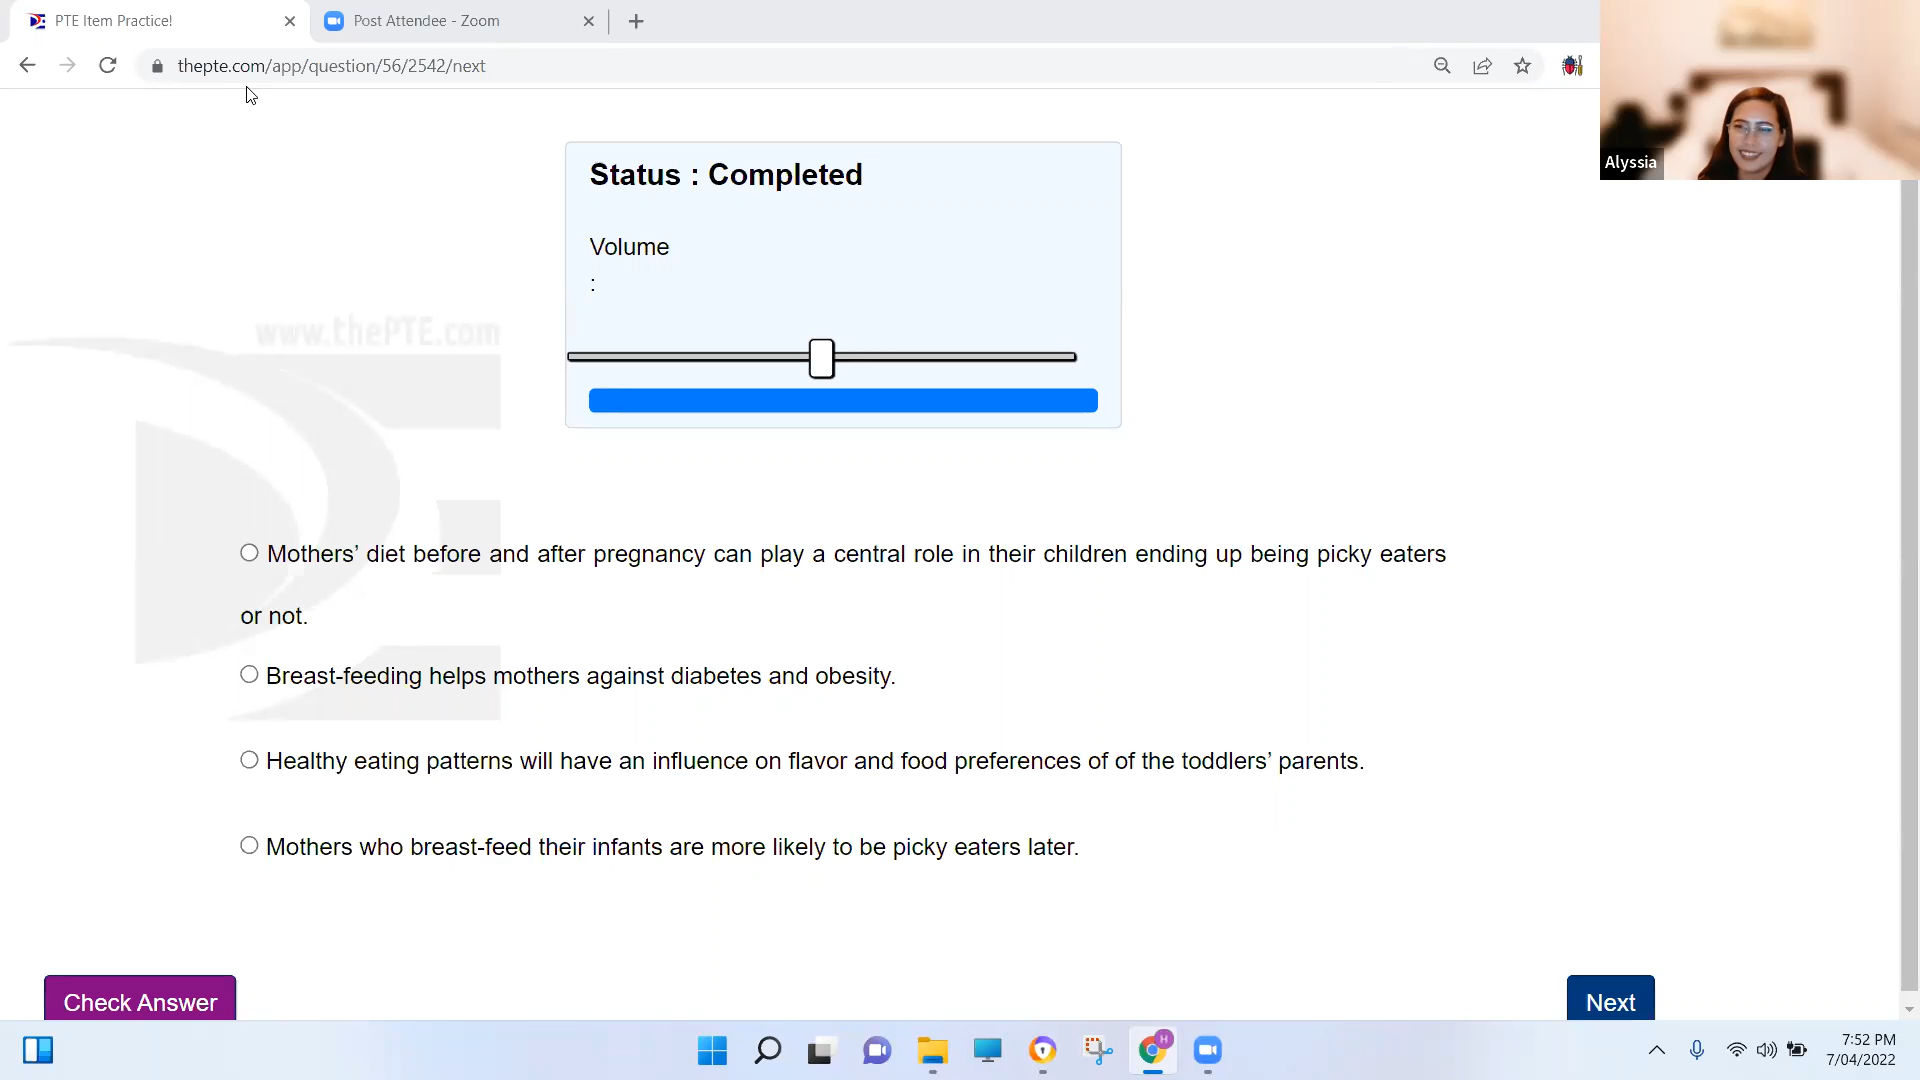 PTE Item Practice!
Post Attendee - Zoom
thepte.com/app/question/56/2542/next
Alyssia
Status : Completed
Volume
:
www.thePTE.com
Mothers’ diet before and after pregnancy can play a central role in their children ending up being picky eaters
or not.
Breast-feeding helps mothers against diabetes and obesity.
Healthy eating patterns will have an influence on flavor and food preferences of of the toddlers’ parents.
Mothers who breast-feed their infants are more likely to be picky eaters later.
Check Answer
Next
H
7:52 PM
7/04/2022